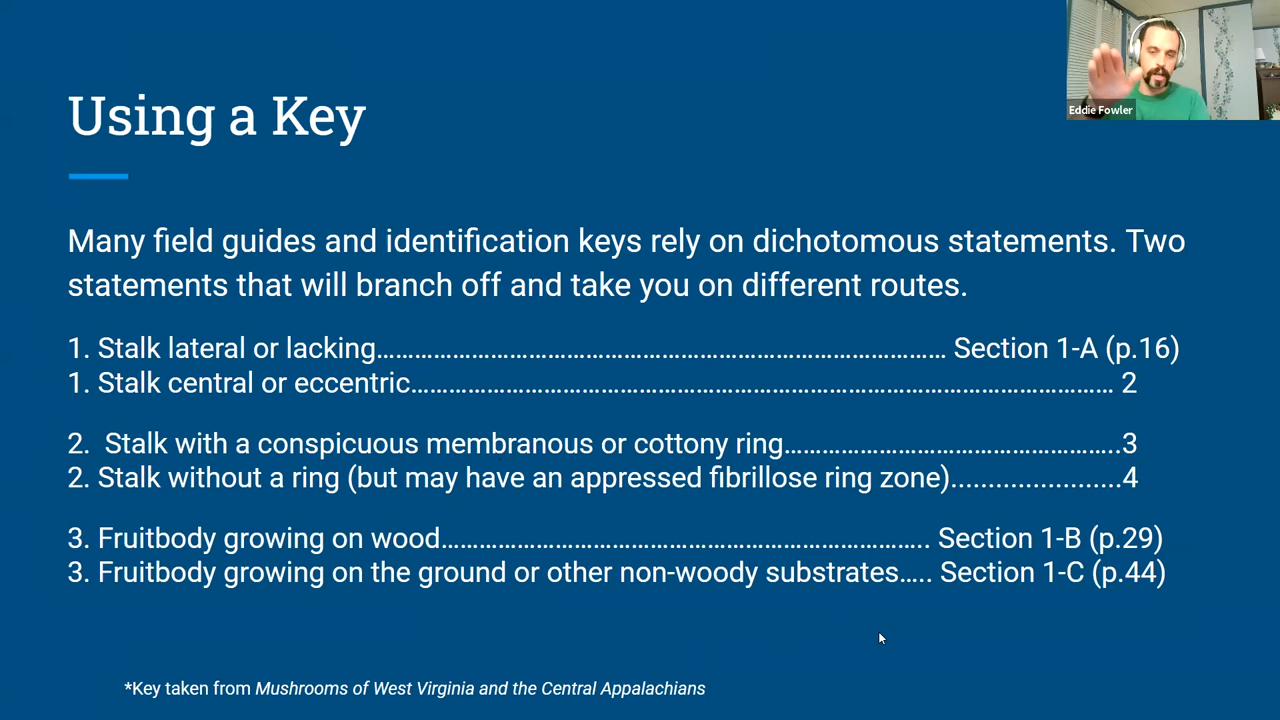 Eddie Fowler
Using a Key
Many field guides and identification keys rely on dichotomous statements. Two
statements that will branch off and take you on different routes.
1. Stalk lateral or lacking……………………………………………………………………………… Section 1-A (p.16)
1. Stalk central or eccentric………………………………………………………………………………………………… 2
2.  Stalk with a conspicuous membranous or cottony ring……………………………………………..3
2. Stalk without a ring (but may have an appressed fibrillose ring zone).......................4
3. Fruitbody growing on wood………………………………………………………………….. Section 1-B (p.29)
3. Fruitbody growing on the ground or other non-woody substrates….. Section 1-C (p.44)
*Key taken from Mushrooms of West Virginia and the Central Appalachians